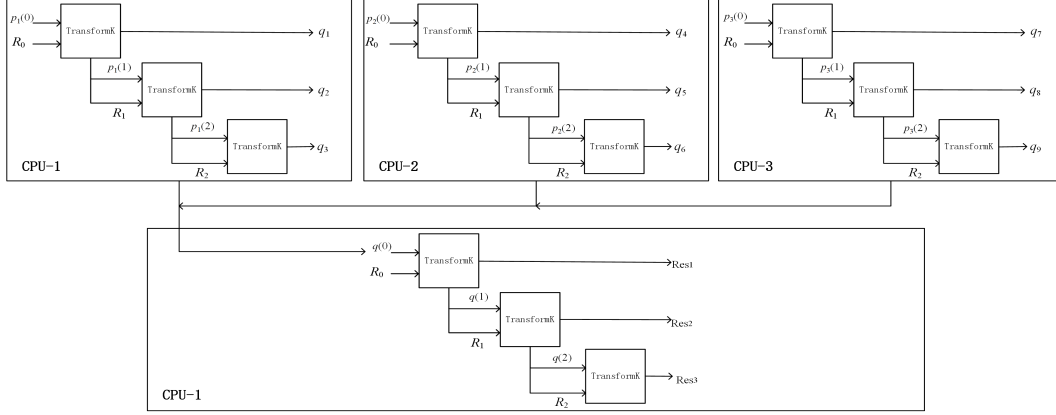 p₁(0) TransformK q₁
R₀
p₁(1) TransformK q₂
R₁
p₁(2) TransformK q₃
R₂
CPU-1
p₂(0) TransformK q₄
R₀
p₂(1) TransformK q₅
R₁
p₂(2) TransformK q₆
R₂
CPU-2
p₃(0) TransformK q₇
R₀
p₃(1) TransformK q₈
R₁
p₃(2) TransformK q₉
R₂
CPU-3
q(0) TransformK Res1
R₀
q(1) TransformK Res2
R₁
q(2) TransformK Res3
R₂
CPU-1